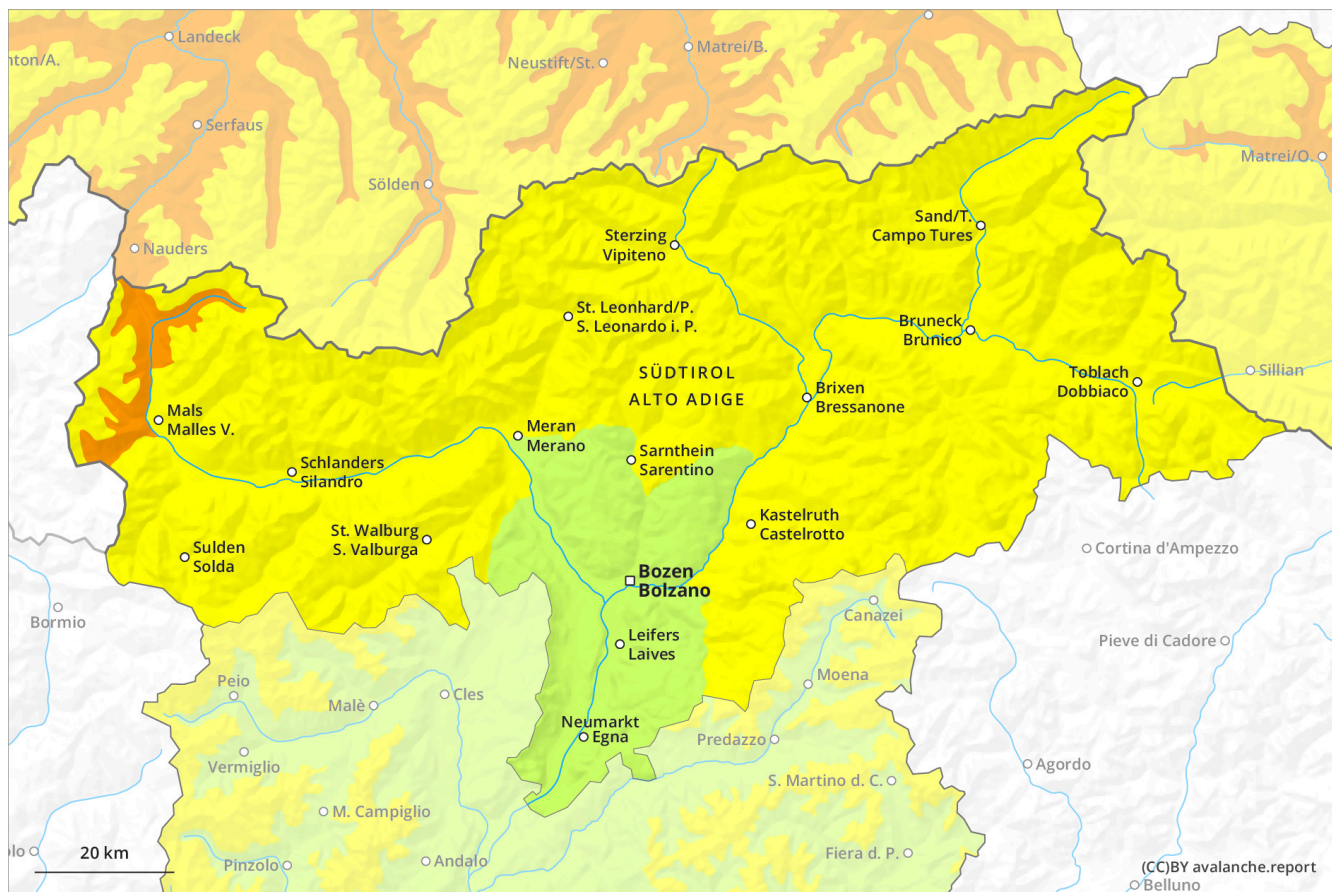 Landeck
nton/A.
Matrei/B.
Neustift/St.
Serfaus
Matrei/O.
Sölden
Sand/T.
Campo Tures
Sterzing
Vipiteno
Nauders
St. Leonhard/P.
S. Leonardo i. P.
Bruneck
Brunico
SÜDTIROL
ALTO ADIGE
Toblach
Dobbiaco
Sillian
Brixen
Bressanone
Mals
Malles V.
Meran
Merano
Sarnthein
Sarentino
Schlanders
Silandro
Kastelruth
Castelrotto
St. Walburg
S. Valburga
Sulden
Solda
Cortina d'Ampezzo
Bozen
Bolzano
Bormio
Canazei
Leifers
Laives
Pieve di Cadore
Peio
Moena
Malè
Cles
Neumarkt
Egna
Predazzo
Vermiglio
Agordo
S. Martino d. C.
M. Campiglio
olo
20 km
Andalo
Fiera d. P.
Pinzolo
(CC)BY avalanche.report
Belluno